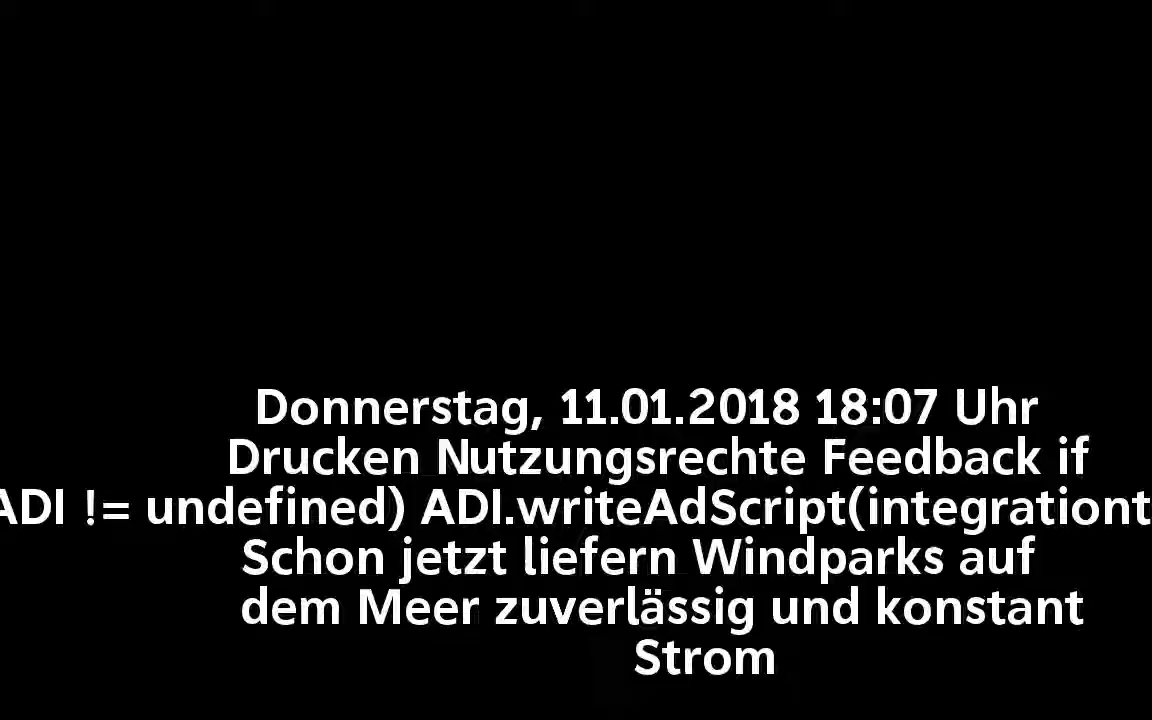 Donnerstag, 11.01.2018 18:07 Uhr
Drucken Nutzungsrechte Feedback if
ADI != undefined) ADI.writeAdScript(integrationt
Schon jetzt liefern Windparks auf
dem Meer zuverlässig und konstant
Strom